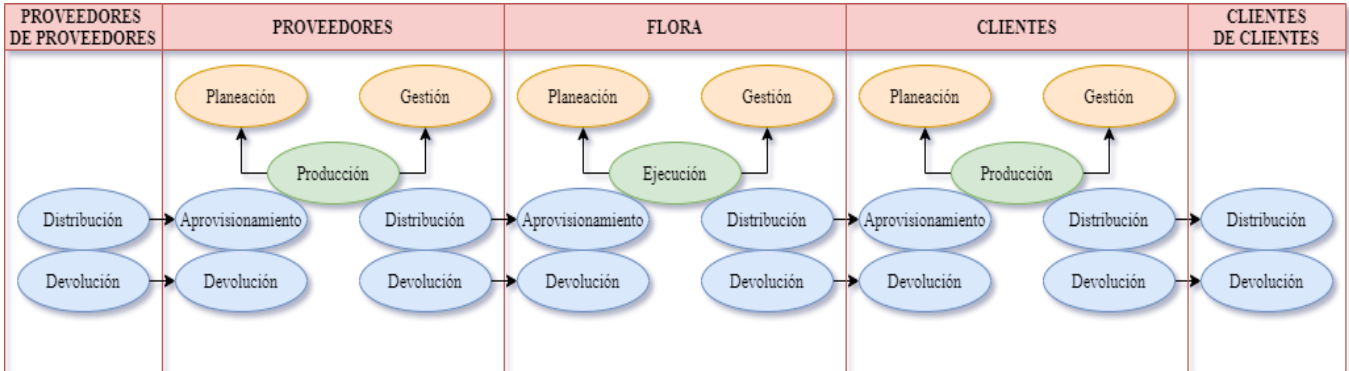 PROVEEDORES
DE PROVEEDORES
PROVEEDORES
FLORA
CLIENTES
CLIENTES
DE CLIENTES
Planeación
Gestión
Planeación
Gestión
Planeación
Gestión
Producción
Ejecución
Producción
Distribución
Aprovisionamiento
Distribución
Aprovisionamiento
Distribución
Aprovisionamiento
Distribución
Distribución
Devolución
Devolución
Devolución
Devolución
Devolución
Devolución
Devolución
Devolución